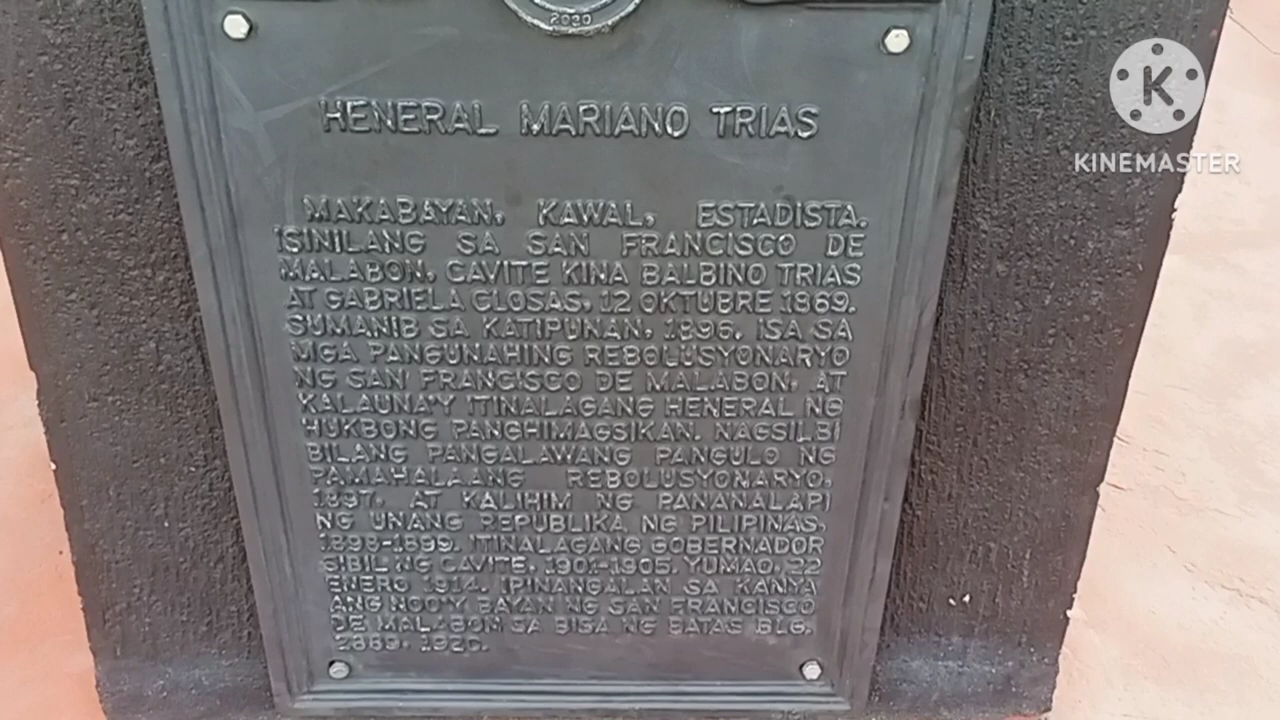 2020
HENERAL MARIANO TRIAS
MAKABAYAN, KAWAL, ESTADISTA.
ISINILANG SA SAN FRANCISCO DE
MALABON, CAVITE KINA BALBINO TRIAS
AT GABRIELA CLOSAS, 12 OKTUBRE 1869.
SUMANIB SA KATIPUNAN, 1896. ISA SA
MGA PANGUNAHING REBOLUSYONARYO
NG SAN FRANCISCO DE MALABON, AT
KALAUNA'Y ITINALAGANG HENERAL NG
HUKBONG PANGHIMAGSIKAN. NAGSILBI
BILANG PANGALAWANG PANGULO NG
PAMAHALAANG REBOLUSYONARYO,
1897, AT KALIHIM NG PANANALAPI
NG UNANG REPUBLIKA NG PILIPINAS,
1898-1899. ITINALAGANG GOBERNADOR
SIBIL NG CAVITE, 1901-1905. YUMAO, 22
ENERO 1914. IPINANGALAN SA KANYA
ANG NOO'Y BAYAN NG SAN FRANCISCO
DE MALABON SA BISA NG BATAS BLG.
2889, 1920.
K
KINEMASTER